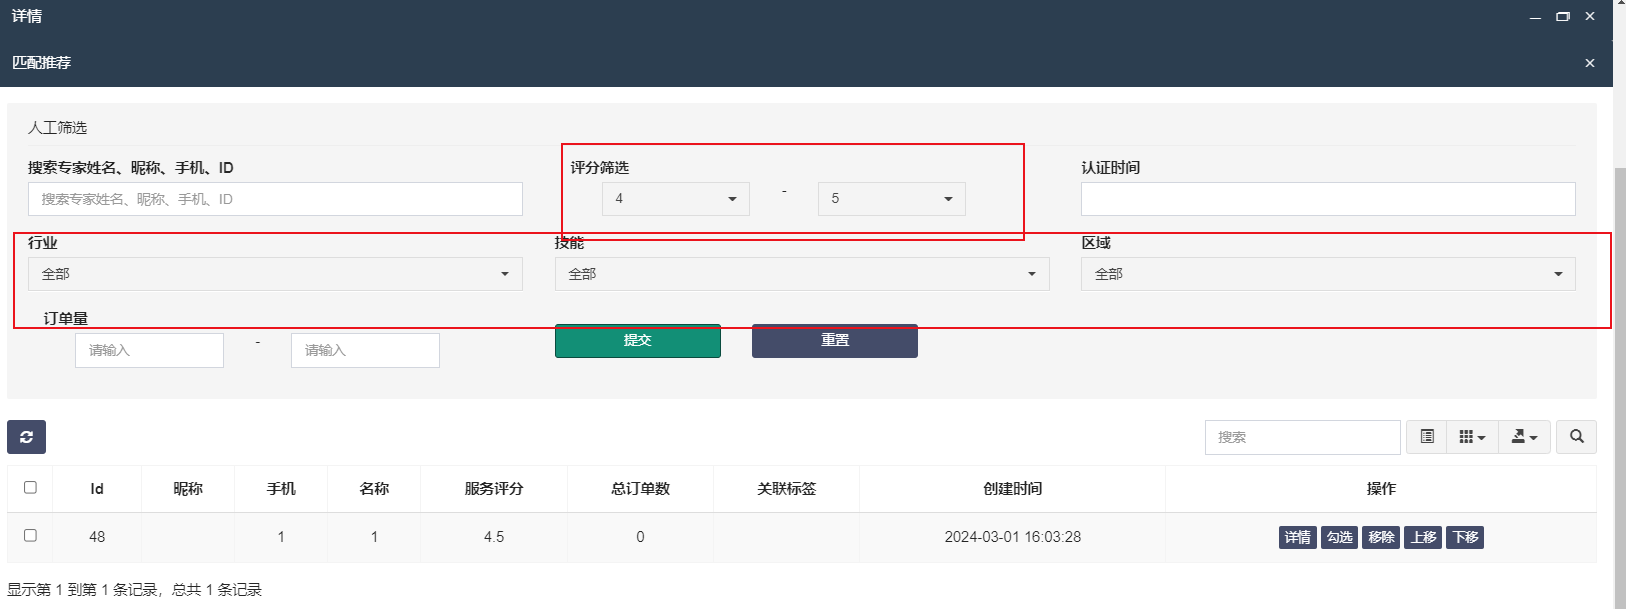 详情
匹配推荐
人工筛选
搜索专家姓名、昵称、手机、ID 评分筛选 认证时间
搜索专家姓名、昵称、手机、ID 4 - 5
行业 技能 区域
全部 全部 全部
订单量
请输入 - 请输入 提交 重置
搜索
Id 昵称 手机 名称 服务评分 总订单数 关联标签 创建时间 操作
48 1 1 4.5 0 2024-03-01 16:03:28 详情 勾选 移除 上移 下移
显示第 1 到第 1 条记录，总共 1 条记录